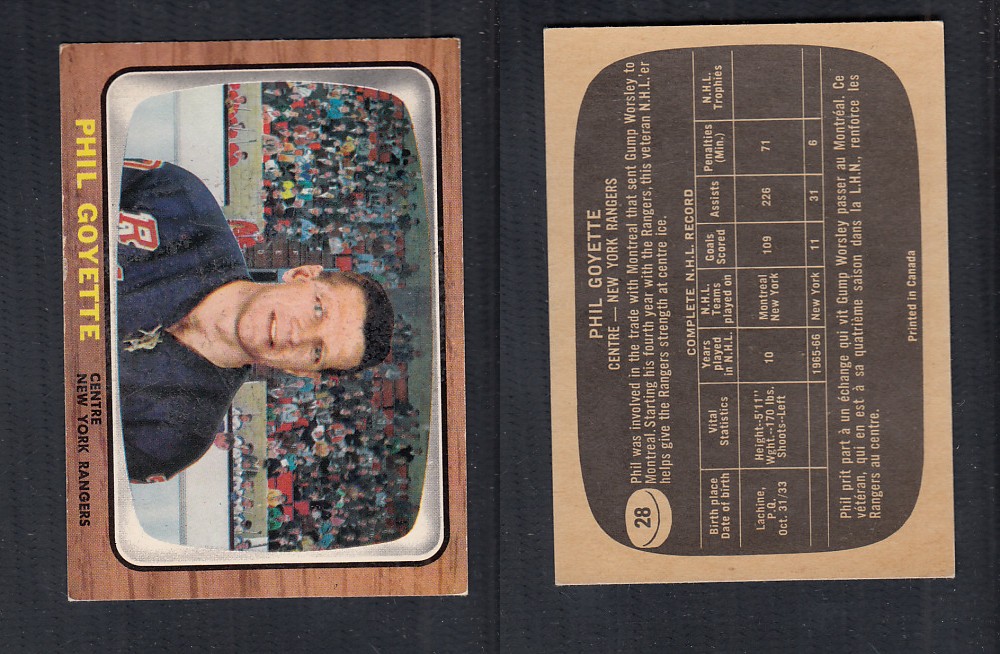 PHIL GOYETTE
CENTRE
NEW YORK RANGERS
R
28
PHIL GOYETTE
CENTRE — NEW YORK RANGERS
Phil was involved in the trade with Montreal that sent Gump Worsley to
Montreal. Starting his fourth year with the Rangers, this veteran N.H.L.'er
helps give the Rangers strength at centre ice.
COMPLETE N.H.L. RECORD
Birth place
Date of birth
Vital
Statistics
Years
played
in N.H.L.
N.H.L.
Teams
played on
Goals
Scored
Assists
Penalties
(Min.)
N.H.L.
Trophies
Lachine,
P.Q.
Oct. 31/33
Height--5'11"
Wght--170 lbs.
Shoots--Left
10
Montreal
New York
109
226
71
1965-66
New York
11
31
6
Phil prit part à un échange qui vit Gump Worsley passer au Montréal. Ce
vétéran, qui en est à sa quatrième saison dans la L.H.N., renforce les
Rangers au centre.
Printed in Canada